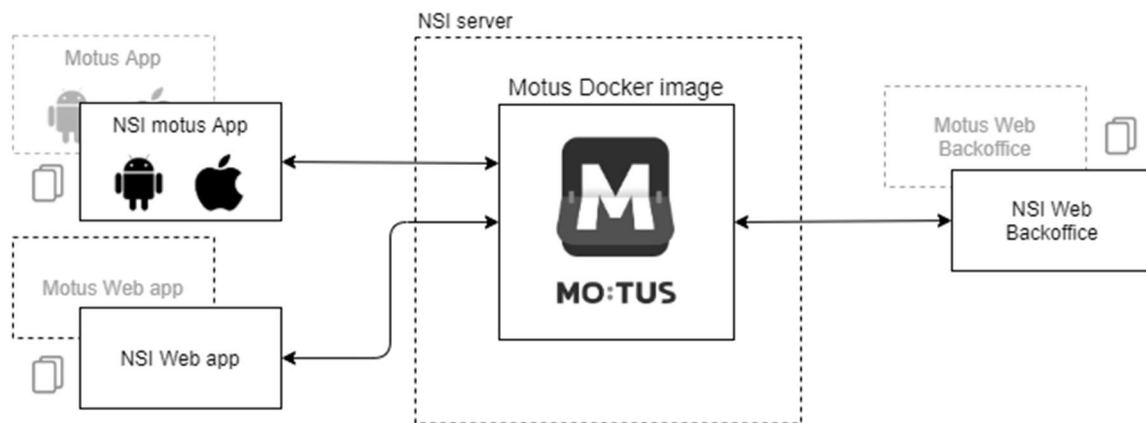 NSI server
Motus App
NSI motus App
Motus Docker image
M
MO:TUS
Motus Web
Backoffice
NSI Web
Backoffice
Motus Web app
NSI Web app